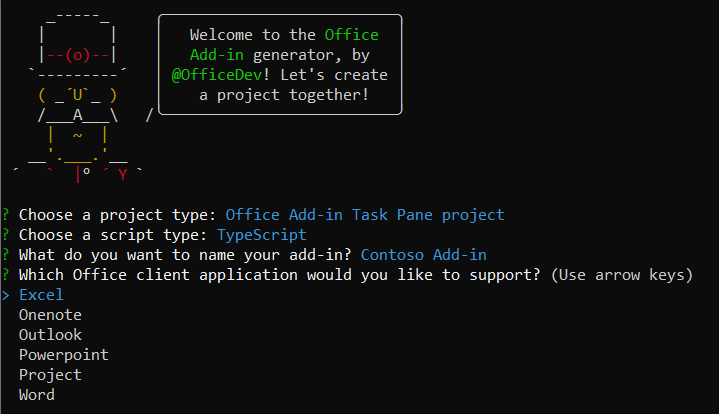 Welcome to the Office
Add-in generator, by
@OfficeDev! Let's create
a project together!
? Choose a project type: Office Add-in Task Pane project
? Choose a script type: TypeScript
? What do you want to name your add-in? Contoso Add-in
? Which Office client application would you like to support? (Use arrow keys)
> Excel
Onenote
Outlook
Powerpoint
Project
Word